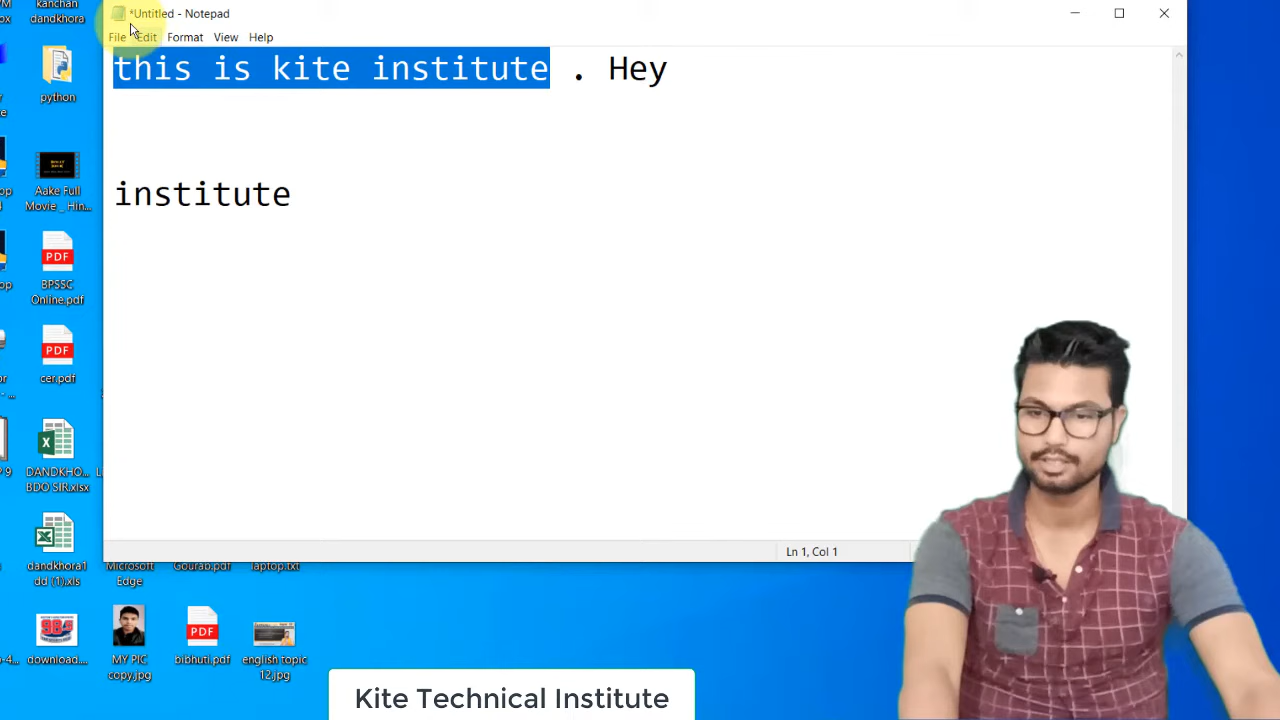 kanchan
dandkhora
*Untitled - Notepad
File Edit Format View Help
this is kite institute . Hey
institute
python
Aake Full
Movie _ Hin...
PDF
BPSSC
Online.pdf
PDF
cer.pdf
DANDKHO...
BDO SIR.xlsx
dandkhora1
dd (1).xls
Microsoft
Edge
Gourab.pdf
laptop.txt
Ln 1, Col 1
download....
MY PIC
copy.jpg
PDF
bibhuti.pdf
english topic
12.jpg
Kite Technical Institute